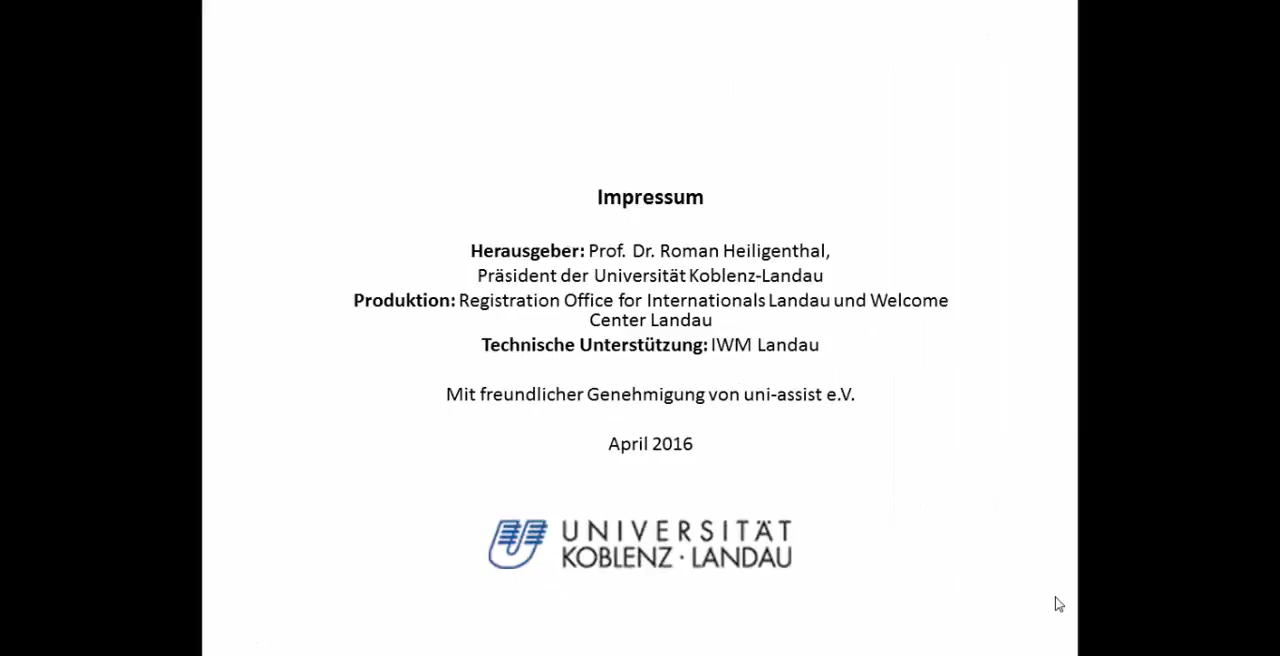 Impressum
Herausgeber: Prof. Dr. Roman Heiligenthal,
Präsident der Universität Koblenz-Landau
Produktion: Registration Office for Internationals Landau und Welcome
Center Landau
Technische Unterstützung: IWM Landau
Mit freundlicher Genehmigung von uni-assist e.V.
April 2016
UNIVERSITÄT
KOBLENZ · LANDAU